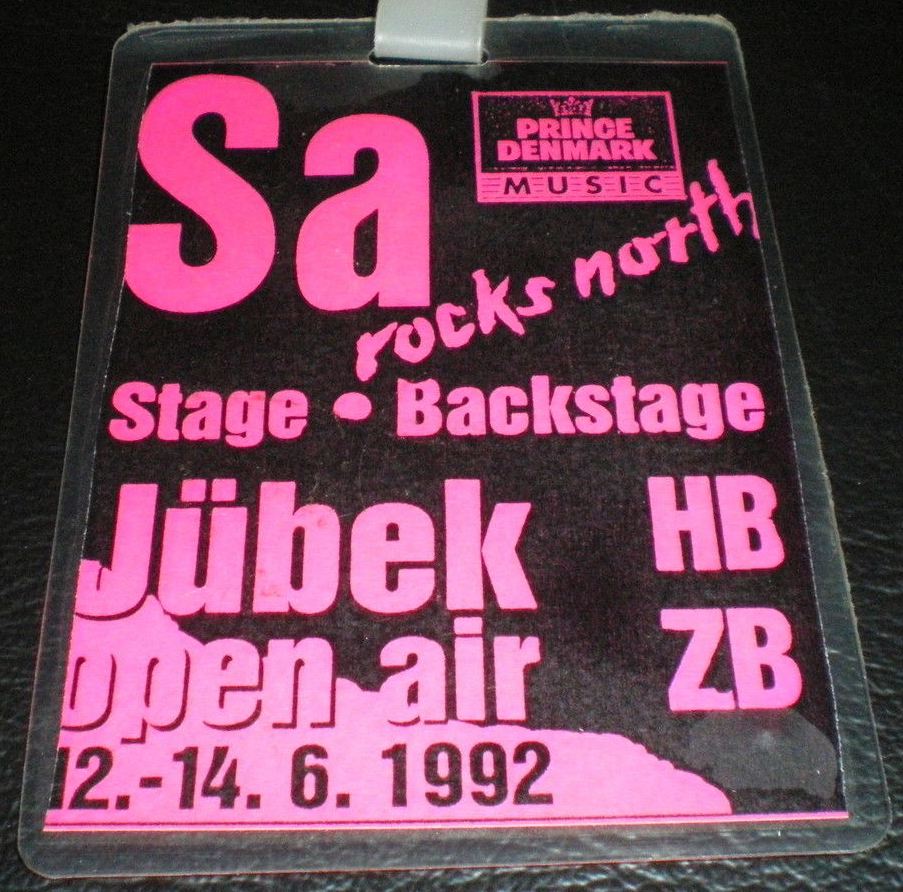 Sa
PRINCE
DENMARK
MUSIC
rocks north
Stage • Backstage
Jübek
HB
open air
ZB
12.-14. 6. 1992